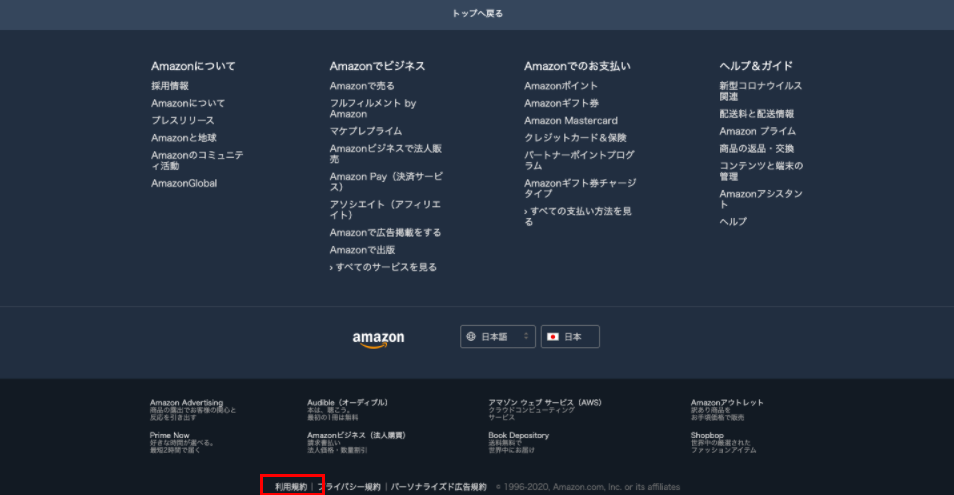 トップへ戻る
Amazonについて
採用情報
Amazonについて
プレスリリース
Amazonと地球
Amazonのコミュニテ
ィ活動
AmazonGlobal
Amazonでビジネス
Amazonで売る
フルフィルメント by
Amazon
マケプレプライム
Amazonビジネスで法人販
売
Amazon Pay（決済サービ
ス）
アソシエイト（アフィリエ
イト）
Amazonで広告掲載をする
Amazonで出版
› すべてのサービスを見る
Amazonでのお支払い
Amazonポイント
Amazonギフト券
Amazon Mastercard
クレジットカード＆保険
パートナーポイントプログ
ラム
Amazonギフト券チャージ
タイプ
› すべての支払い方法を見
る
ヘルプ＆ガイド
新型コロナウイルス
関連
配送料と配送情報
Amazon プライム
商品の返品・交換
コンテンツと端末の
管理
Amazonアシスタン
ト
ヘルプ
amazon
日本語
日本
Amazon Advertising
商品の露出でお客様の関心と
反応を引き出す
Audible（オーディブル）
本は、聴こう。
最初の1冊は無料
アマゾン ウェブ サービス（AWS）
クラウドコンピューティング
サービス
Amazonアウトレット
訳あり商品を
お手頃価格で販売
Prime Now
好きな時間が選べる。
最短2時間で届く
Amazonビジネス（法人購買）
請求書払い
法人価格・数量割引
Book Depository
送料無料で
世界中にお届け
Shopbop
世界中の厳選された
ファッションアイテム
利用規約 | プライバシー規約 | パーソナライズド広告規約 © 1996-2020, Amazon.com, Inc. or its affiliates